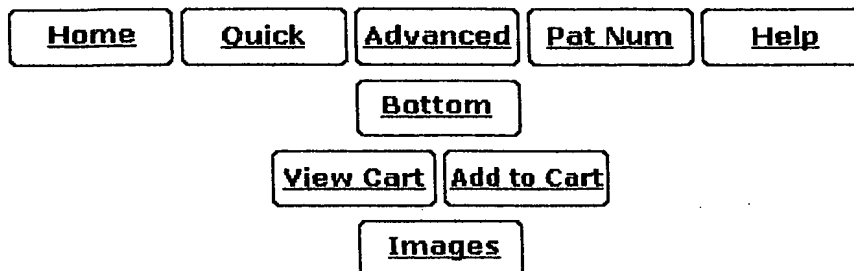 Home Quick Advanced Pat Num Help
Bottom
View Cart Add to Cart
Images